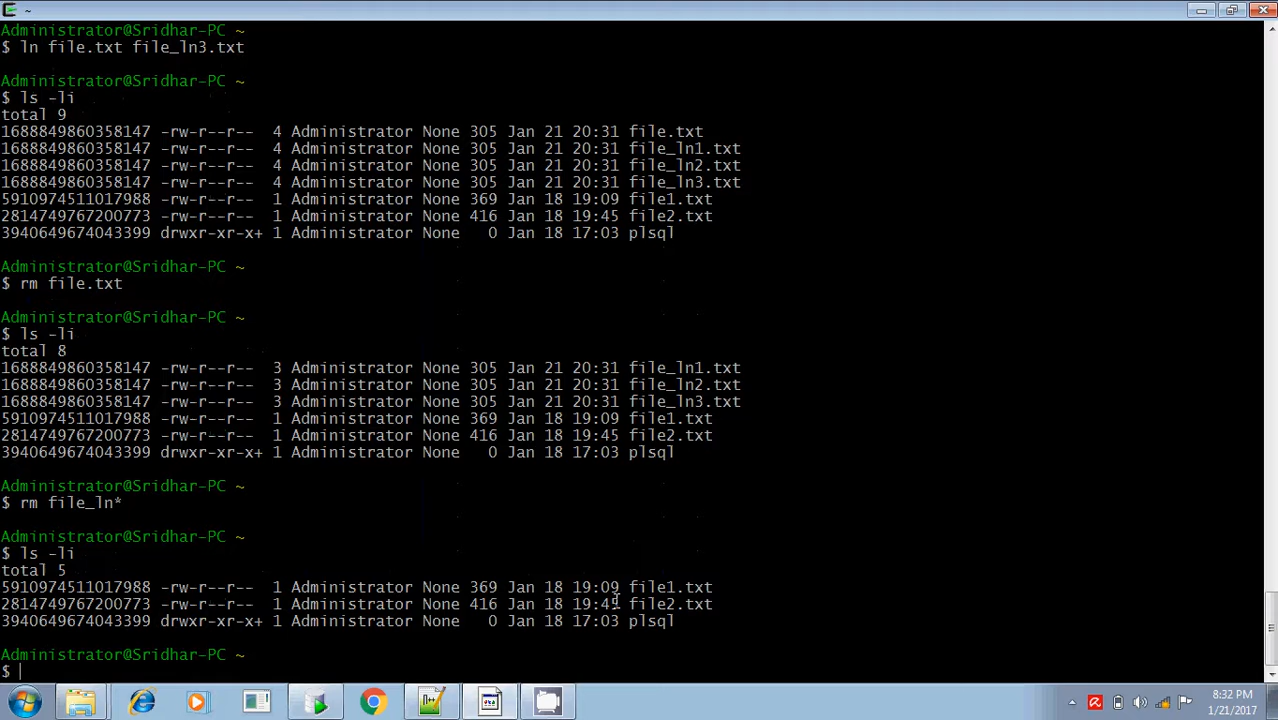 ~
Administrator@Sridhar-PC ~
$ ln file.txt file_ln3.txt
Administrator@Sridhar-PC ~
$ ls -li
total 9
1688849860358147 -rw-r--r-- 4 Administrator None 305 Jan 21 20:31 file.txt
1688849860358147 -rw-r--r-- 4 Administrator None 305 Jan 21 20:31 file_ln1.txt
1688849860358147 -rw-r--r-- 4 Administrator None 305 Jan 21 20:31 file_ln2.txt
1688849860358147 -rw-r--r-- 4 Administrator None 305 Jan 21 20:31 file_ln3.txt
5910974511017988 -rw-r--r-- 1 Administrator None 369 Jan 18 19:09 file1.txt
2814749767200773 -rw-r--r-- 1 Administrator None 416 Jan 18 19:45 file2.txt
3940649674043399 drwxr-xr-x+ 1 Administrator None 0 Jan 18 17:03 plsql
Administrator@Sridhar-PC ~
$ rm file.txt
Administrator@Sridhar-PC ~
$ ls -li
total 8
1688849860358147 -rw-r--r-- 3 Administrator None 305 Jan 21 20:31 file_ln1.txt
1688849860358147 -rw-r--r-- 3 Administrator None 305 Jan 21 20:31 file_ln2.txt
1688849860358147 -rw-r--r-- 3 Administrator None 305 Jan 21 20:31 file_ln3.txt
5910974511017988 -rw-r--r-- 1 Administrator None 369 Jan 18 19:09 file1.txt
2814749767200773 -rw-r--r-- 1 Administrator None 416 Jan 18 19:45 file2.txt
3940649674043399 drwxr-xr-x+ 1 Administrator None 0 Jan 18 17:03 plsql
Administrator@Sridhar-PC ~
$ rm file_ln*
Administrator@Sridhar-PC ~
$ ls -li
total 5
5910974511017988 -rw-r--r-- 1 Administrator None 369 Jan 18 19:09 file1.txt
2814749767200773 -rw-r--r-- 1 Administrator None 416 Jan 18 19:45 file2.txt
3940649674043399 drwxr-xr-x+ 1 Administrator None 0 Jan 18 17:03 plsql
Administrator@Sridhar-PC ~
$
8:32 PM
1/21/2017